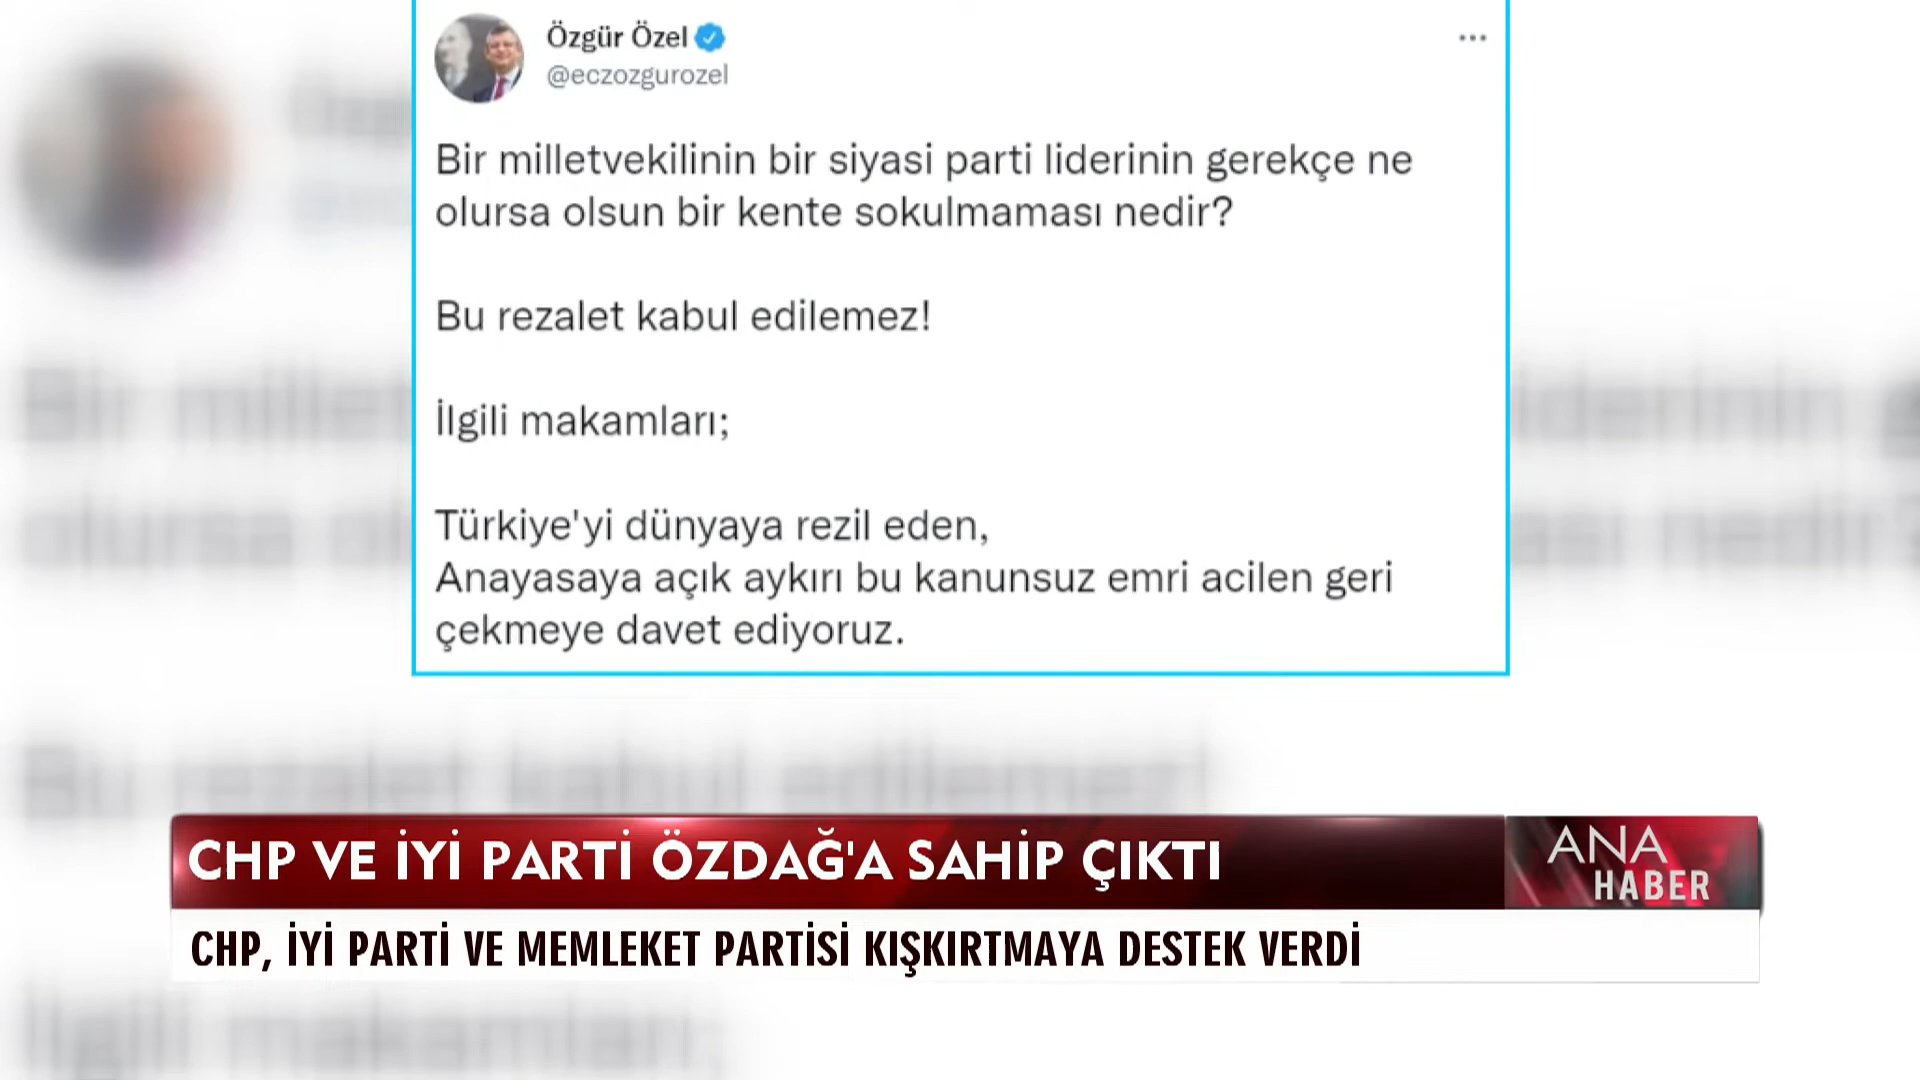 Özgür Özel
@eczozgurozel
Bir milletvekilinin bir siyasi parti liderinin gerekçe ne
olursa olsun bir kente sokulmaması nedir?
Bu rezalet kabul edilemez!
İlgili makamları;
Türkiye'yi dünyaya rezil eden,
Anayasaya açık aykırı bu kanunsuz emri acilen geri
çekmeye davet ediyoruz.
CHP VE İYİ PARTİ ÖZDAĞ'A SAHİP ÇIKTI
ANA
HABER
CHP, İYİ PARTİ VE MEMLEKET PARTİSİ KIŞKIRTMAYA DESTEK VERDİ